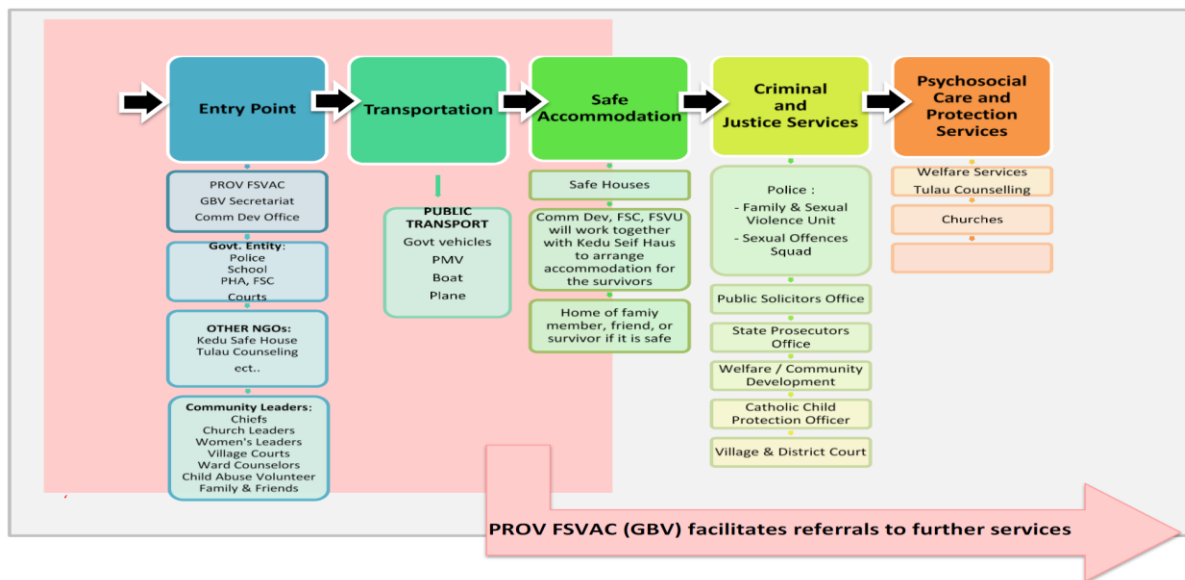 Entry Point
PROV FSVAC
GBV Secretariat
Comm Dev Office
Govt. Entity:
Police
School
PHA, FSC
Courts
OTHER NGOs:
Kedu Safe House
Tulau Counseling
ect..
Community Leaders:
Chiefs
Church Leaders
Women's Leaders
Village Courts
Ward Counselors
Child Abuse Volunteer
Family & Friends
Transportation
PUBLIC
TRANSPORT
Govt vehicles
PMV
Boat
Plane
Safe
Accommodation
Safe Houses
Comm Dev, FSC, FSVU
will work together
with Kedu Seif Haus
to arrange
accommodation for
the survivors
Home of famiy
member, friend, or
survivor if it is safe
Criminal
and
Justice Services
Police :
- Family & Sexual
Violence Unit
- Sexual Offences
Squad
Public Solicitors Office
State Prosecutors
Office
Welfare / Community
Development
Catholic Child
Protection Officer
Village & District Court
Psychosocial
Care and
Protection
Services
Welfare Services
Tulau Counselling
Churches
PROV FSVAC (GBV) facilitates referrals to further services